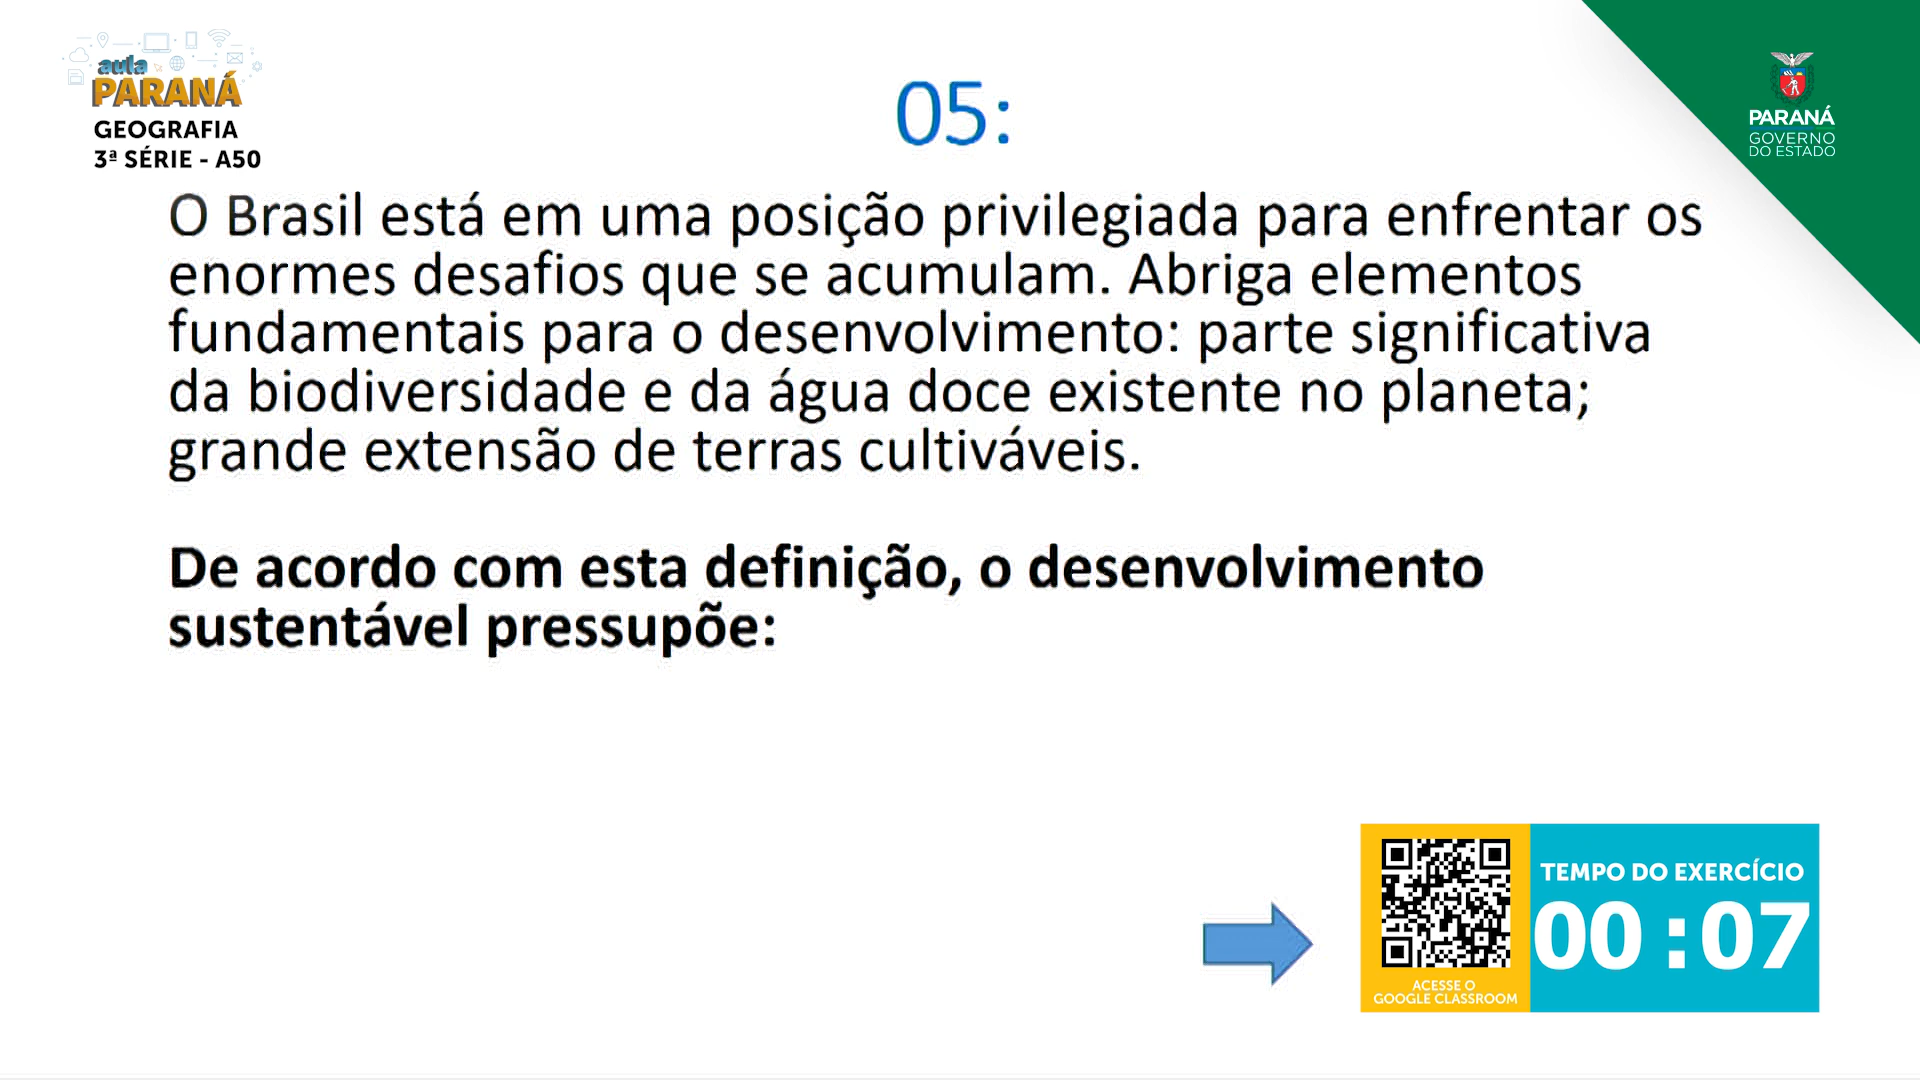 aula
PARANÁ
GEOGRAFIA
3ª SÉRIE - A50
PARANÁ
GOVERNO
DO ESTADO
05:
O Brasil está em uma posição privilegiada para enfrentar os
enormes desafios que se acumulam. Abriga elementos
fundamentais para o desenvolvimento: parte significativa
da biodiversidade e da água doce existente no planeta;
grande extensão de terras cultiváveis.
De acordo com esta definição, o desenvolvimento
sustentável pressupõe:
TEMPO DO EXERCÍCIO
00:07
ACESSE O
GOOGLE CLASSROOM